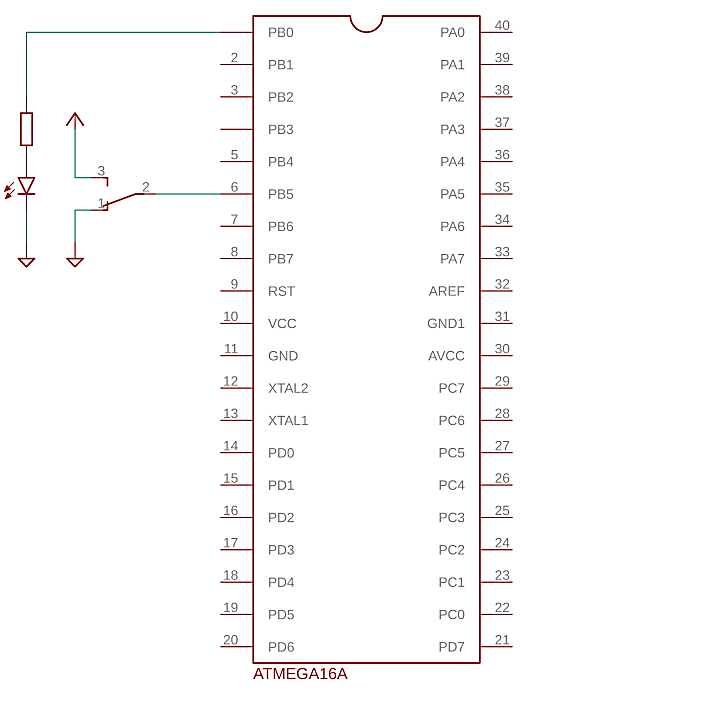 PB0 PA0 40
2 PB1 PA1 39
3 PB2 PA2 38
PB3 PA3 37
5 PB4 PA4 36
3
2 6 PB5 PA5 35
1
7 PB6 PA6 34
8 PB7 PA7 33
9 RST AREF 32
10 VCC GND1 31
11 GND AVCC 30
12 XTAL2 PC7 29
13 XTAL1 PC6 28
14 PD0 PC5 27
15 PD1 PC4 26
16 PD2 PC3 25
17 PD3 PC2 24
18 PD4 PC1 23
19 PD5 PC0 22
20 PD6 PD7 21
ATMEGA16A